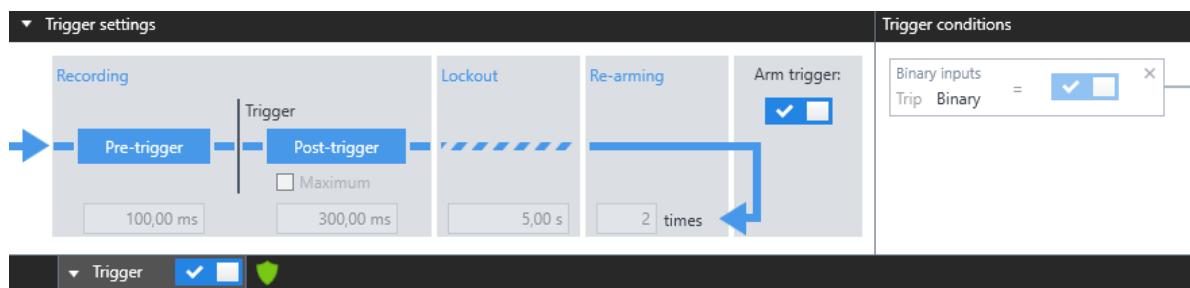 Trigger settings
Trigger conditions
Recording
Lockout
Re-arming
Arm trigger:
Trigger
Pre-trigger
Post-trigger
Maximum
100,00 ms
300,00 ms
5,00 s
2 times
Binary inputs
Trip Binary =
Trigger